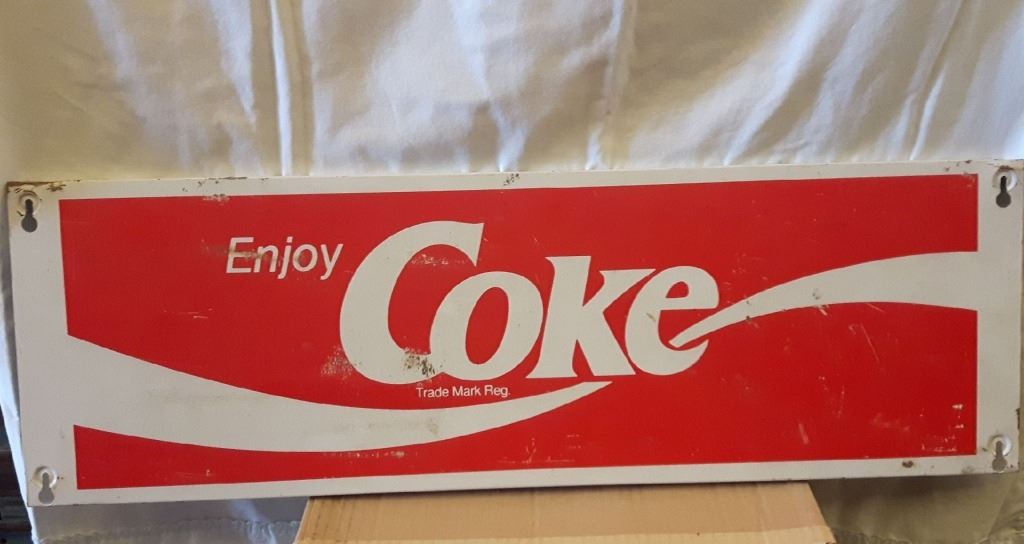 Enjoy Coke
Trade Mark Reg.